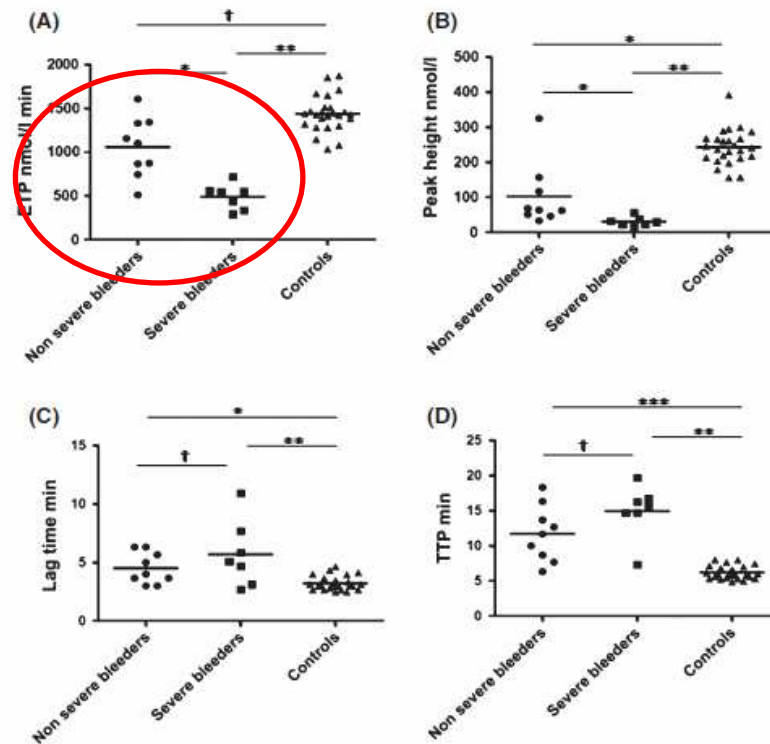 (A)
† 
* **
ETP nmol/l min
2000
1500
1000
500
0
Non severe bleeders
Severe bleeders
Controls
(B)
*
* **
Peak height nmol/l
500
400
300
200
100
0
Non severe bleeders
Severe bleeders
Controls
(C)
*
† **
Lag time min
15
10
5
0
Non severe bleeders
Severe bleeders
Controls
(D)
***
† **
TTP min
25
20
15
10
5
0
Non severe bleeders
Severe bleeders
Controls